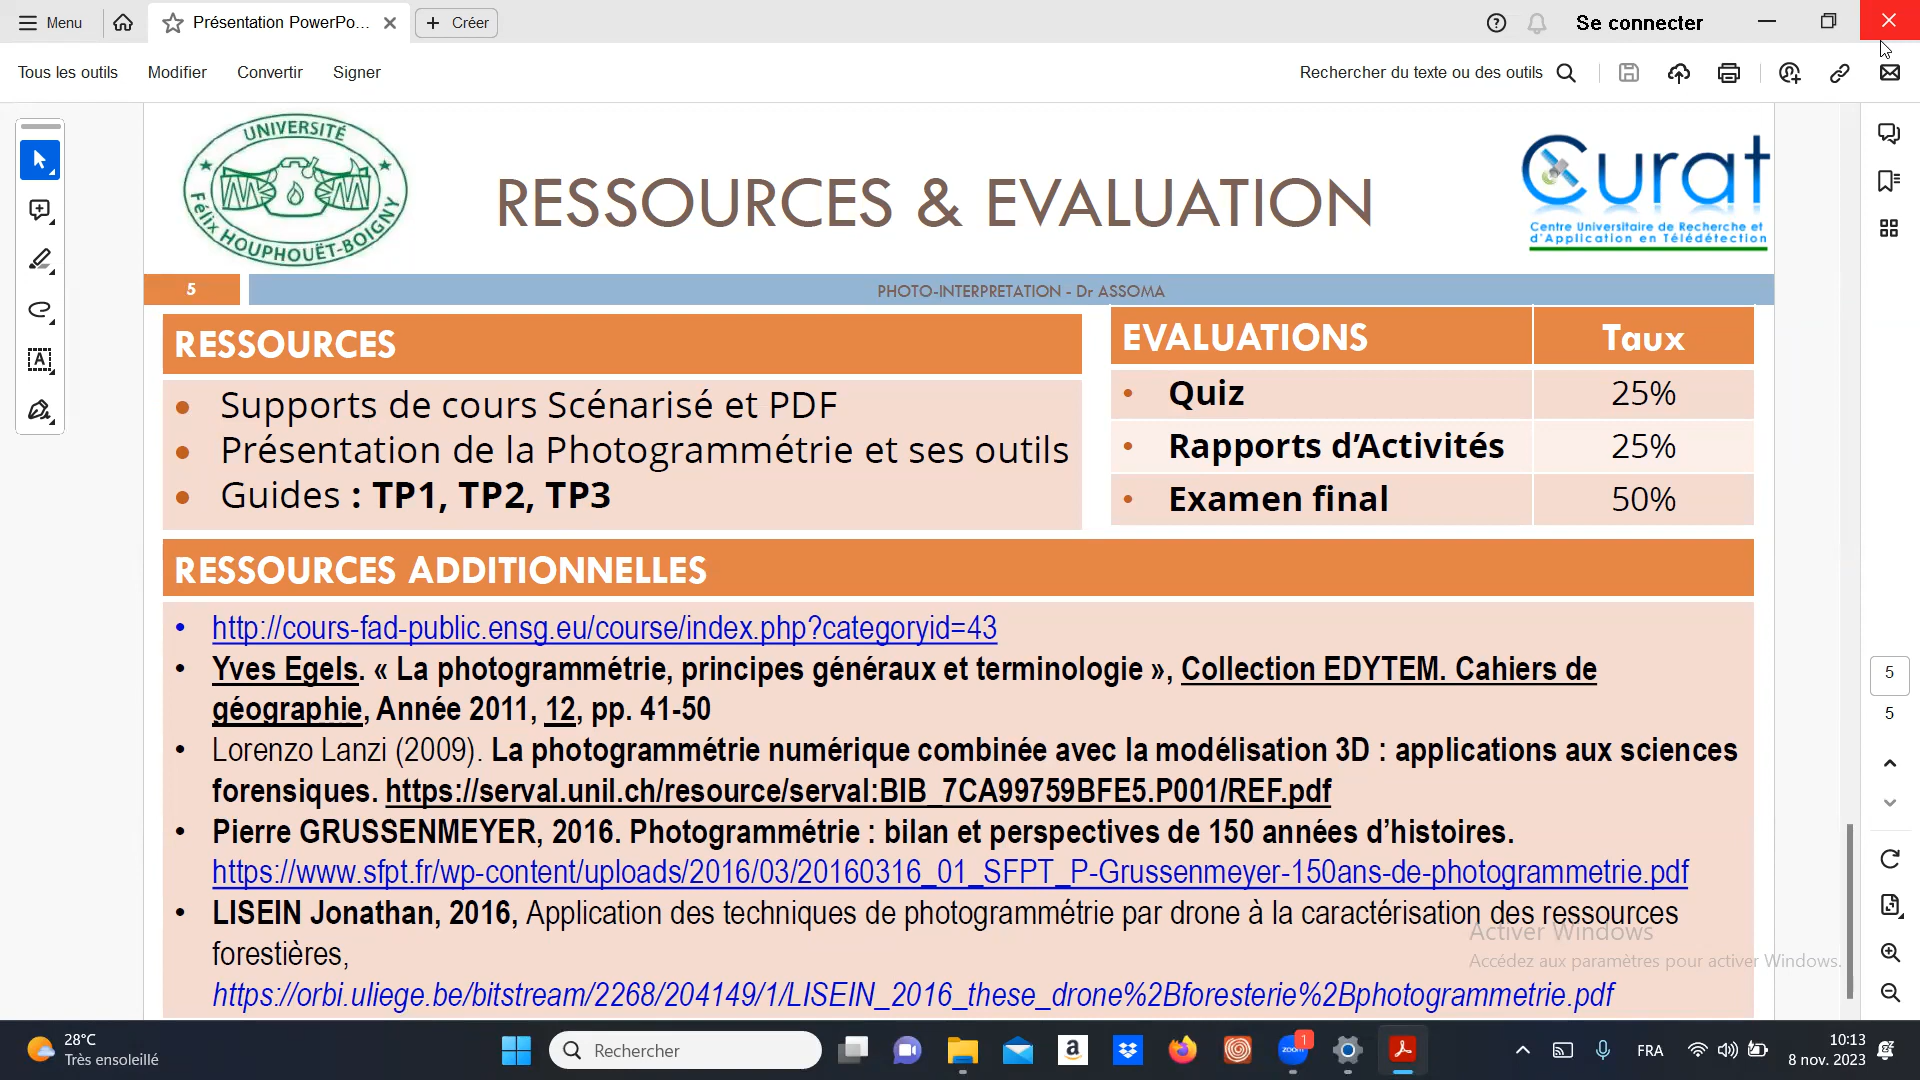 Menu
Présentation PowerPo...
Créer
Se connecter
Tous les outils
Modifier
Convertir
Signer
Rechercher du texte ou des outils
UNIVERSITÉ
Félix HOUPHOUËT-BOIGNY
RESSOURCES & EVALUATION
Curat
Centre Universitaire de Recherche et
d'Application en Télédétection
5
PHOTO-INTERPRETATION - Dr ASSOMA
RESSOURCES
• Supports de cours Scénarisé et PDF
• Présentation de la Photogrammétrie et ses outils
• Guides : TP1, TP2, TP3
EVALUATIONS Taux
• Quiz 25%
• Rapports d'Activités 25%
• Examen final 50%
RESSOURCES ADDITIONNELLES
• http://cours-fad-public.ensg.eu/course/index.php?categoryid=43
• Yves Egels. « La photogrammétrie, principes généraux et terminologie », Collection EDYTEM. Cahiers de
géographie, Année 2011, 12, pp. 41-50
• Lorenzo Lanzi (2009). La photogrammétrie numérique combinée avec la modélisation 3D : applications aux sciences
forensiques. https://serval.unil.ch/resource/serval:BIB_7CA99759BFE5.P001/REF.pdf
• Pierre GRUSSENMEYER, 2016. Photogrammétrie : bilan et perspectives de 150 années d'histoires.
https://www.sfpt.fr/wp-content/uploads/2016/03/20160316_01_SFPT_P-Grussenmeyer-150ans-de-photogrammetrie.pdf
• LISEIN Jonathan, 2016, Application des techniques de photogrammétrie par drone à la caractérisation des ressources
forestières,
https://orbi.uliege.be/bitstream/2268/204149/1/LISEIN_2016_these_drone%2Bforesterie%2Bphotogrammetrie.pdf
Activer Windows
Accédez aux paramètres pour activer Windows.
5
5
28°C
Très ensoleillé
Rechercher
zoom
1
FRA
10:13
8 nov. 2023